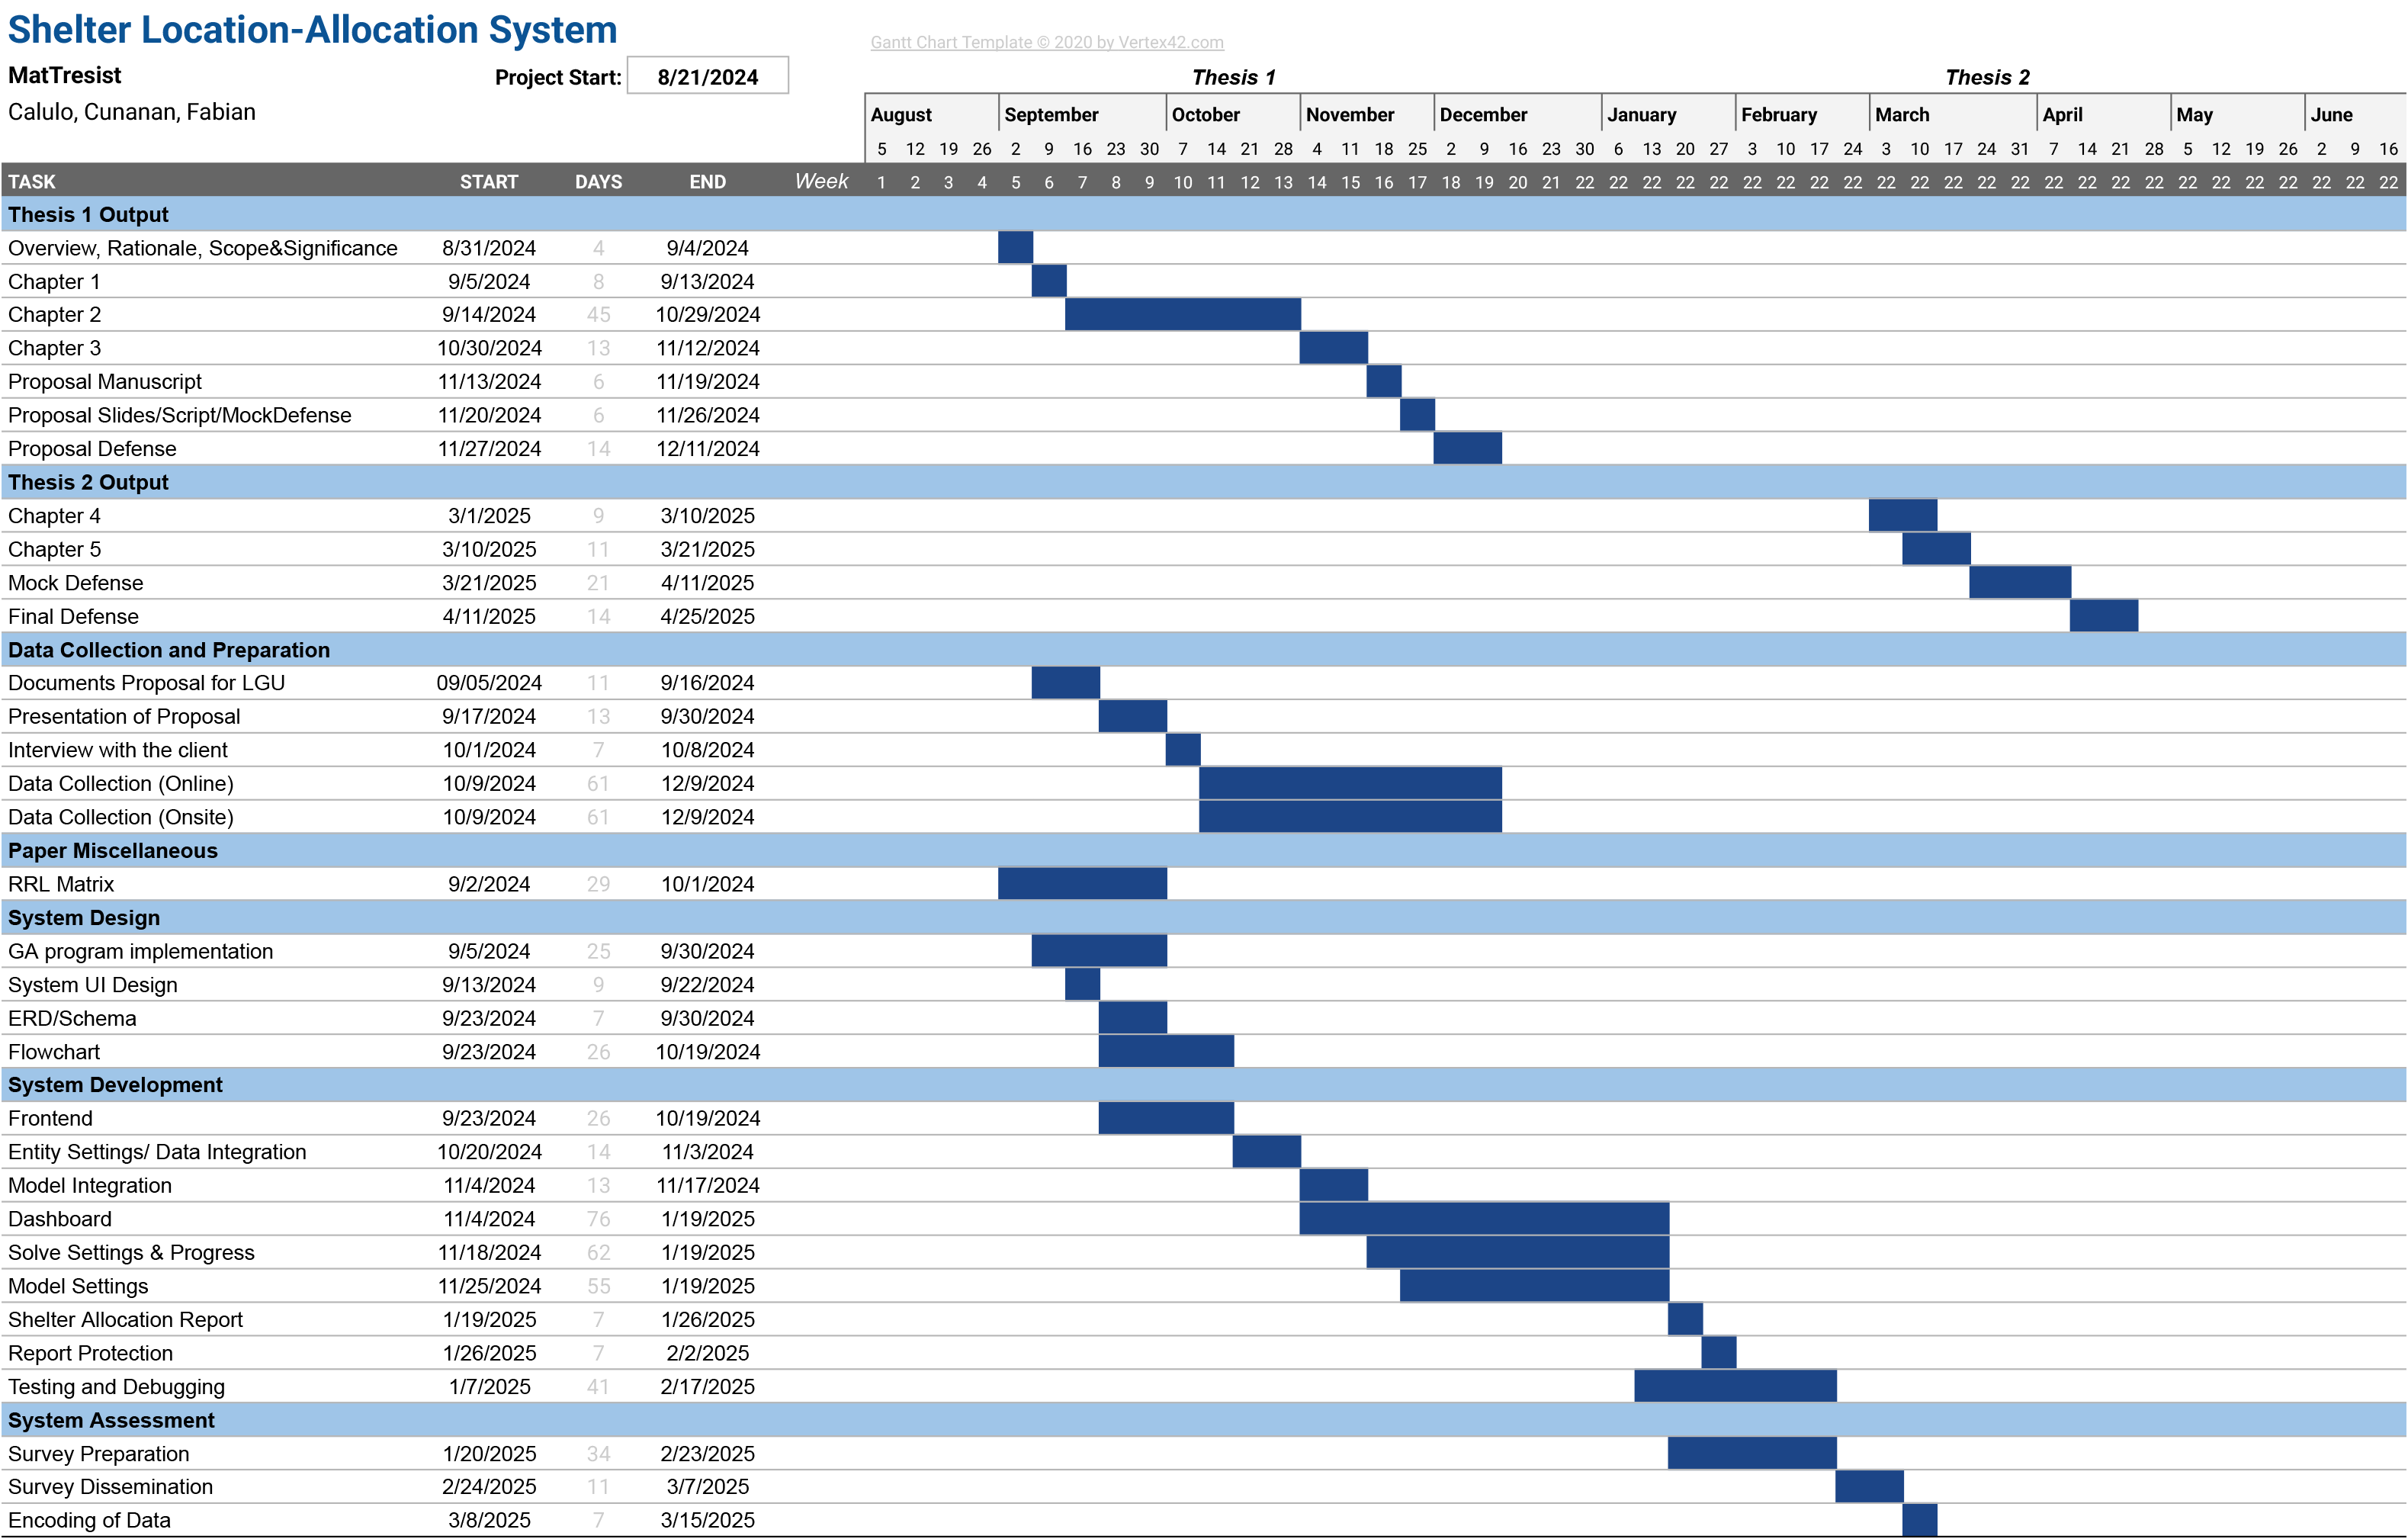 Shelter Location-Allocation System
Gantt Chart Template © 2020 by Vertex42.com
MatTresist Project Start: 8/21/2024 Thesis 1 Thesis 2
Calulo, Cunanan, Fabian
August September October November December January February March April May June
5 12 19 26 2 9 16 23 30 7 14 21 28 4 11 18 25 2 9 16 23 30 6 13 20 27 3 10 17 24 3 10 17 24 31 7 14 21 28 5 12 19 26 2 9 16
TASK START DAYS END Week 1 2 3 4 5 6 7 8 9 10 11 12 13 14 15 16 17 18 19 20 21 22 22 22 22 22 22 22 22 22 22 22 22 22 22 22 22 22 22 22 22 22 22 22 22 22
Thesis 1 Output
Overview, Rationale, Scope&Significance 8/31/2024 4 9/4/2024
Chapter 1 9/5/2024 8 9/13/2024
Chapter 2 9/14/2024 45 10/29/2024
Chapter 3 10/30/2024 13 11/12/2024
Proposal Manuscript 11/13/2024 6 11/19/2024
Proposal Slides/Script/MockDefense 11/20/2024 6 11/26/2024
Proposal Defense 11/27/2024 14 12/11/2024
Thesis 2 Output
Chapter 4 3/1/2025 9 3/10/2025
Chapter 5 3/10/2025 11 3/21/2025
Mock Defense 3/21/2025 21 4/11/2025
Final Defense 4/11/2025 14 4/25/2025
Data Collection and Preparation
Documents Proposal for LGU 09/05/2024 11 9/16/2024
Presentation of Proposal 9/17/2024 13 9/30/2024
Interview with the client 10/1/2024 7 10/8/2024
Data Collection (Online) 10/9/2024 61 12/9/2024
Data Collection (Onsite) 10/9/2024 61 12/9/2024
Paper Miscellaneous
RRL Matrix 9/2/2024 29 10/1/2024
System Design
GA program implementation 9/5/2024 25 9/30/2024
System UI Design 9/13/2024 9 9/22/2024
ERD/Schema 9/23/2024 7 9/30/2024
Flowchart 9/23/2024 26 10/19/2024
System Development
Frontend 9/23/2024 26 10/19/2024
Entity Settings/ Data Integration 10/20/2024 14 11/3/2024
Model Integration 11/4/2024 13 11/17/2024
Dashboard 11/4/2024 76 1/19/2025
Solve Settings & Progress 11/18/2024 62 1/19/2025
Model Settings 11/25/2024 55 1/19/2025
Shelter Allocation Report 1/19/2025 7 1/26/2025
Report Protection 1/26/2025 7 2/2/2025
Testing and Debugging 1/7/2025 41 2/17/2025
System Assessment
Survey Preparation 1/20/2025 34 2/23/2025
Survey Dissemination 2/24/2025 11 3/7/2025
Encoding of Data 3/8/2025 7 3/15/2025